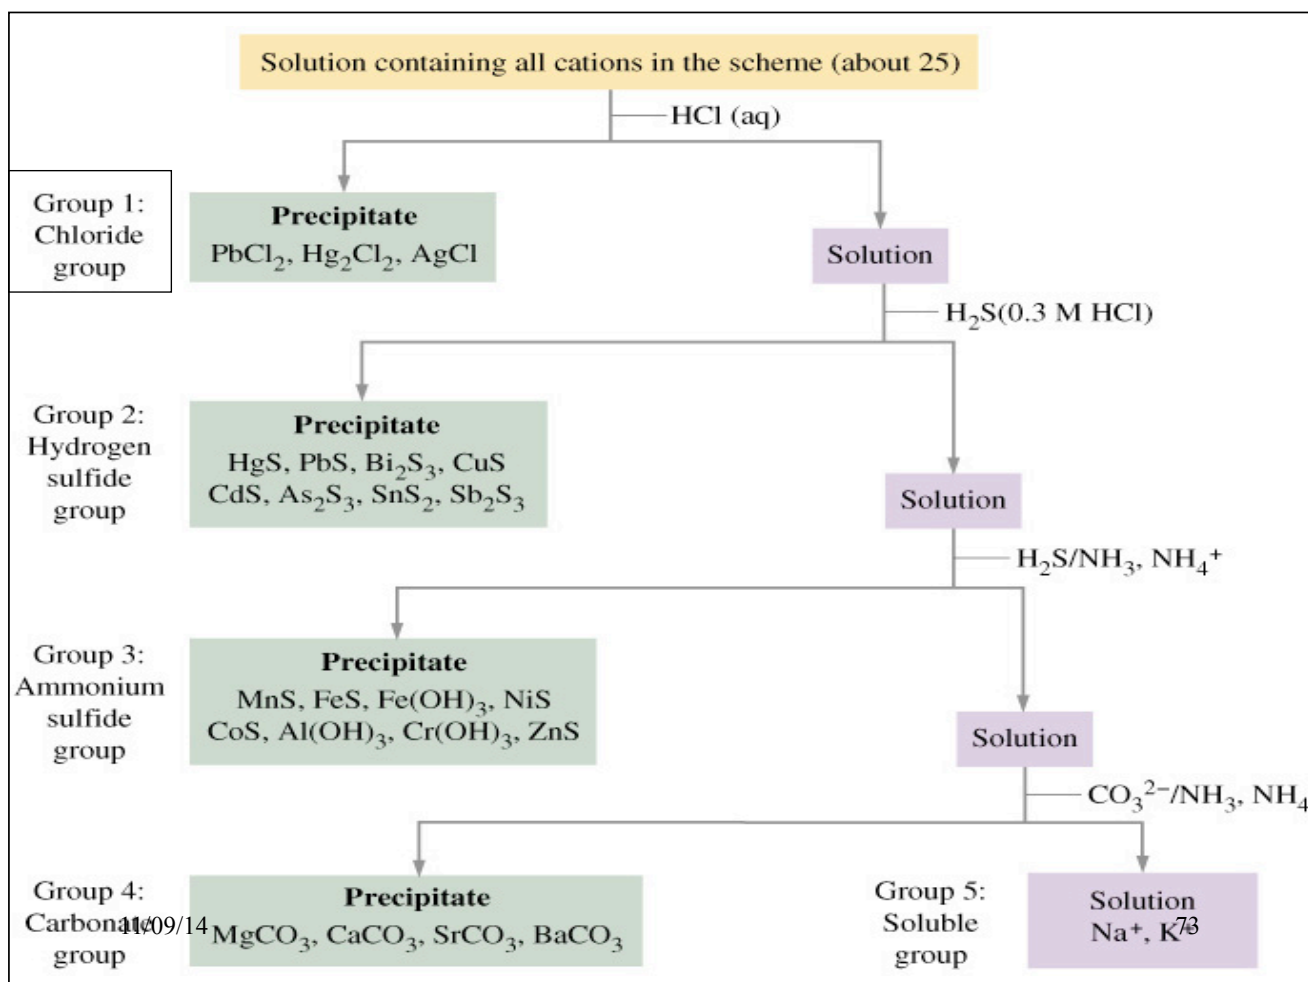 Solution containing all cations in the scheme (about 25)
HCl (aq)
Group 1:
Chloride
group
Precipitate
PbCl₂, Hg₂Cl₂, AgCl
Solution
H₂S(0.3 M HCl)
Group 2:
Hydrogen
sulfide
group
Precipitate
HgS, PbS, Bi₂S₃, CuS
CdS, As₂S₃, SnS₂, Sb₂S₃
Solution
H₂S/NH₃, NH₄⁺
Group 3:
Ammonium
sulfide
group
Precipitate
MnS, FeS, Fe(OH)₃, NiS
CoS, Al(OH)₃, Cr(OH)₃, ZnS
Solution
CO₃²⁻/NH₃, NH₄
Group 4:
Carbonate
group
11/09/14
Precipitate
MgCO₃, CaCO₃, SrCO₃, BaCO₃
Group 5:
Soluble
group
Solution
Na⁺, K⁺
73